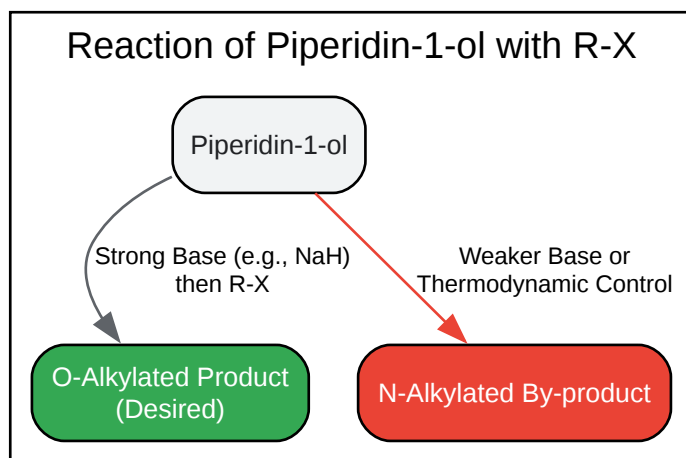 Reaction of Piperidin-1-ol with R-X
Piperidin-1-ol
Strong Base (e.g., NaH)
then R-X
Weaker Base or
Thermodynamic Control
O-Alkylated Product
(Desired)
N-Alkylated By-product